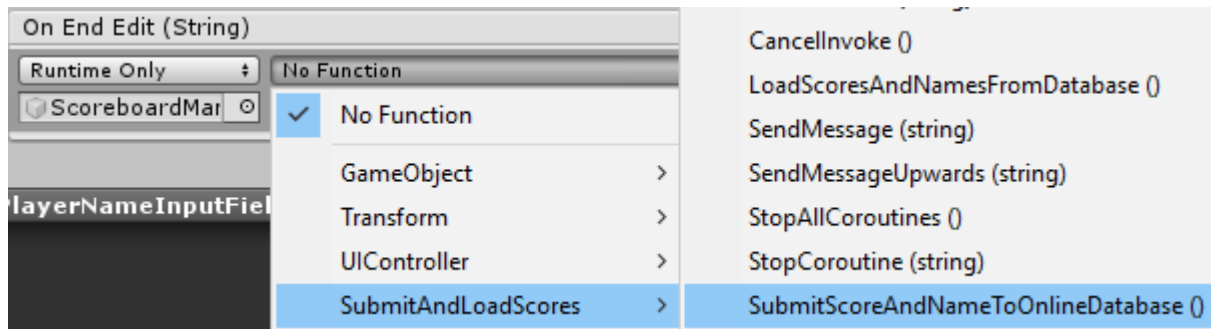 On End Edit (String)
Runtime Only
No Function
ScoreboardMar
No Function
GameObject
Transform
UIController
SubmitAndLoadScores
layerNameInputFiel
CancelInvoke ()
LoadScoresAndNamesFromDatabase ()
SendMessage (string)
SendMessageUpwards (string)
StopAllCoroutines ()
StopCoroutine (string)
SubmitScoreAndNameToOnlineDatabase ()